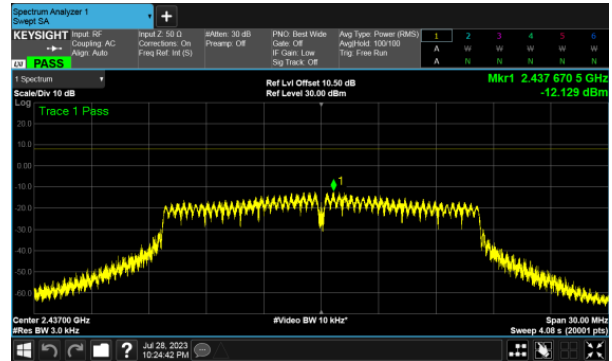 Spectrum Analyzer 1
Swept SA
KEYSIGHT
Input: RF
Coupling: AC
Align: Auto
Input Z: 50 Ω
Corrections: On
Freq Ref: Int (S)
#Atten: 30 dB
Preamp: Off
PNO: Best Wide
Gate: Off
IF Gain: Low
Sig Track: Off
Avg Type: Power (RMS)
Avg|Hold: 100/100
Trig: Free Run
1 2 3 4 5 6
A W W W W W
A N N N N N
LXI PASS
1 Spectrum
Scale/Div 10 dB
Ref Lvl Offset 10.50 dB
Ref Level 30.00 dBm
Mkr1 2.437 670 5 GHz
-12.129 dBm
Log
Trace 1 Pass
20.0
10.0
0.00
-10.0
-20.0
-30.0
-40.0
-50.0
-60.0
1
Center 2.43700 GHz
#Res BW 3.0 kHz
#Video BW 10 kHz*
Span 30.00 MHz
Sweep 4.08 s (20001 pts)
?
Jul 28, 2023
10:24:42 PM